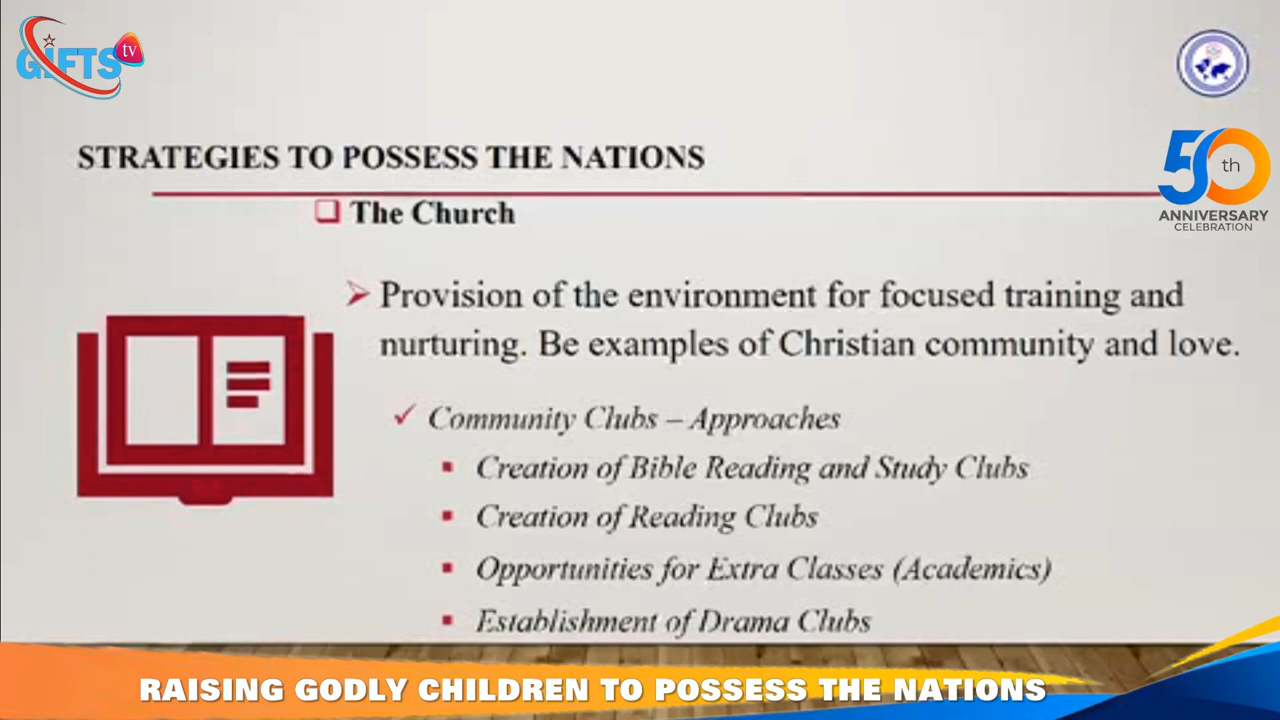 GIFTS tv
STRATEGIES TO POSSESS THE NATIONS
50th
ANNIVERSARY
CELEBRATION
The Church
Provision of the environment for focused training and
nurturing. Be examples of Christian community and love.
Community Clubs – Approaches
Creation of Bible Reading and Study Clubs
Creation of Reading Clubs
Opportunities for Extra Classes (Academics)
Establishment of Drama Clubs
RAISING GODLY CHILDREN TO POSSESS THE NATIONS